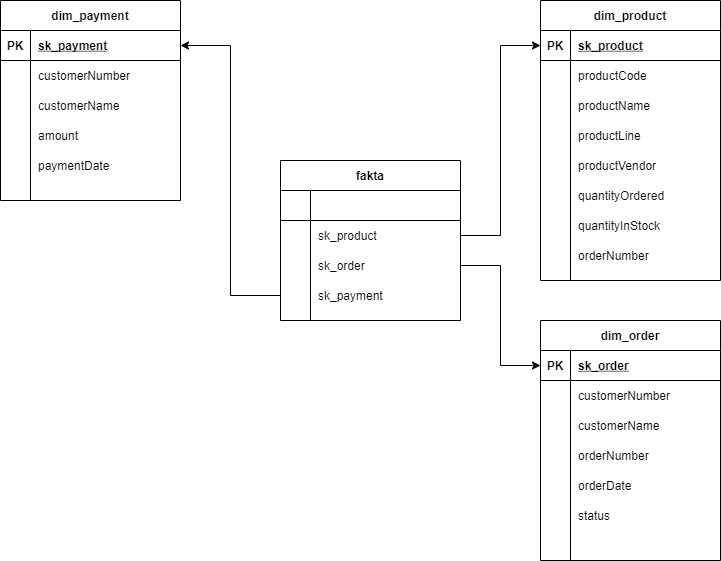 dim_payment
PK sk_payment
customerNumber
customerName
amount
paymentDate
fakta
sk_product
sk_order
sk_payment
dim_product
PK sk_product
productCode
productName
productLine
productVendor
quantityOrdered
quantityInStock
orderNumber
dim_order
PK sk_order
customerNumber
customerName
orderNumber
orderDate
status